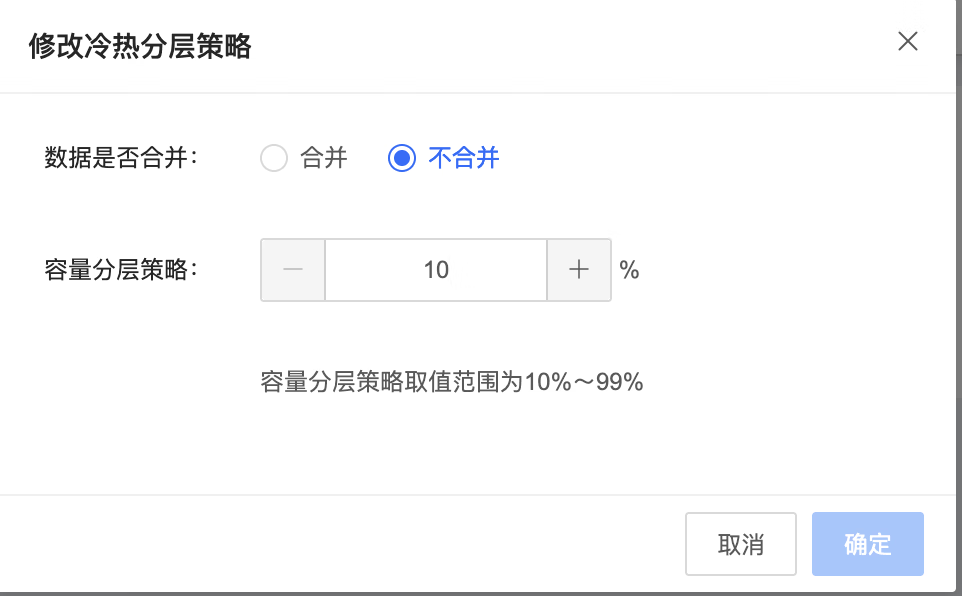 修改冷热分层策略
数据是否合并: 合并 不合并
容量分层策略: 10 %
容量分层策略取值范围为10%～99%
取消 确定